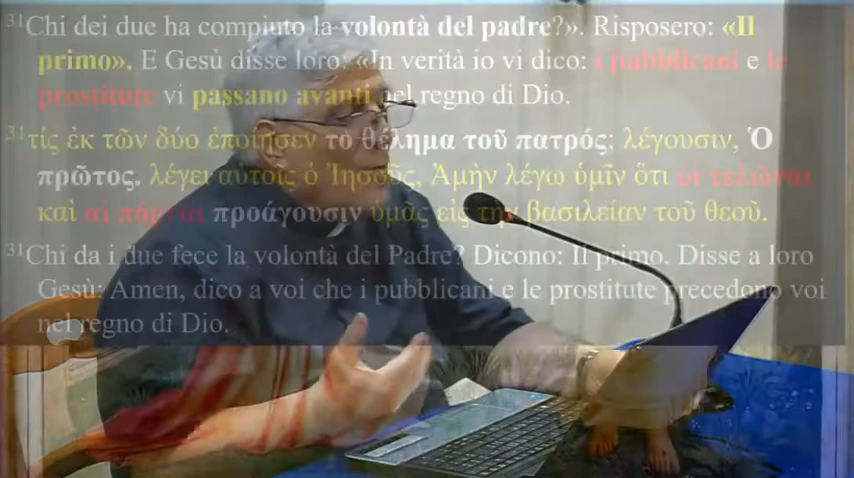 31Chi dei due ha compiuto la volontà del padre?». Risposero: «Il
primo». E Gesù disse loro: «In verità io vi dico: i pubblicani e le
prostitute vi passano avanti nel regno di Dio.
31τίς ἐκ τῶν δύο ἐποίησεν τὸ θέλημα τοῦ πατρός; λέγουσιν, Ὁ
πρῶτος. λέγει αὐτοῖς ὁ Ἰησοῦς, Ἀμὴν λέγω ὑμῖν ὅτι οἱ τελῶναι
καὶ αἱ πόρναι προάγουσιν ὑμᾶς εἰς τὴν βασιλείαν τοῦ θεοῦ.
31Chi da i due fece la volontà del Padre? Dicono: Il primo. Disse a loro
Gesù: Amen, dico a voi che i pubblicani e le prostitute precedono voi
nel regno di Dio.